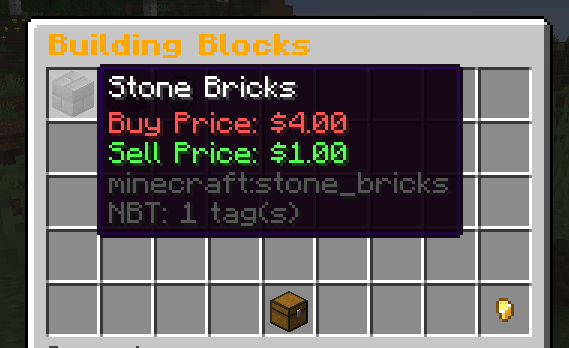 Building Blocks
Stone Bricks
Buy Price: $4.00
Sell Price: $1.00
minecraft:stone_bricks
NBT: 1 tag(s)